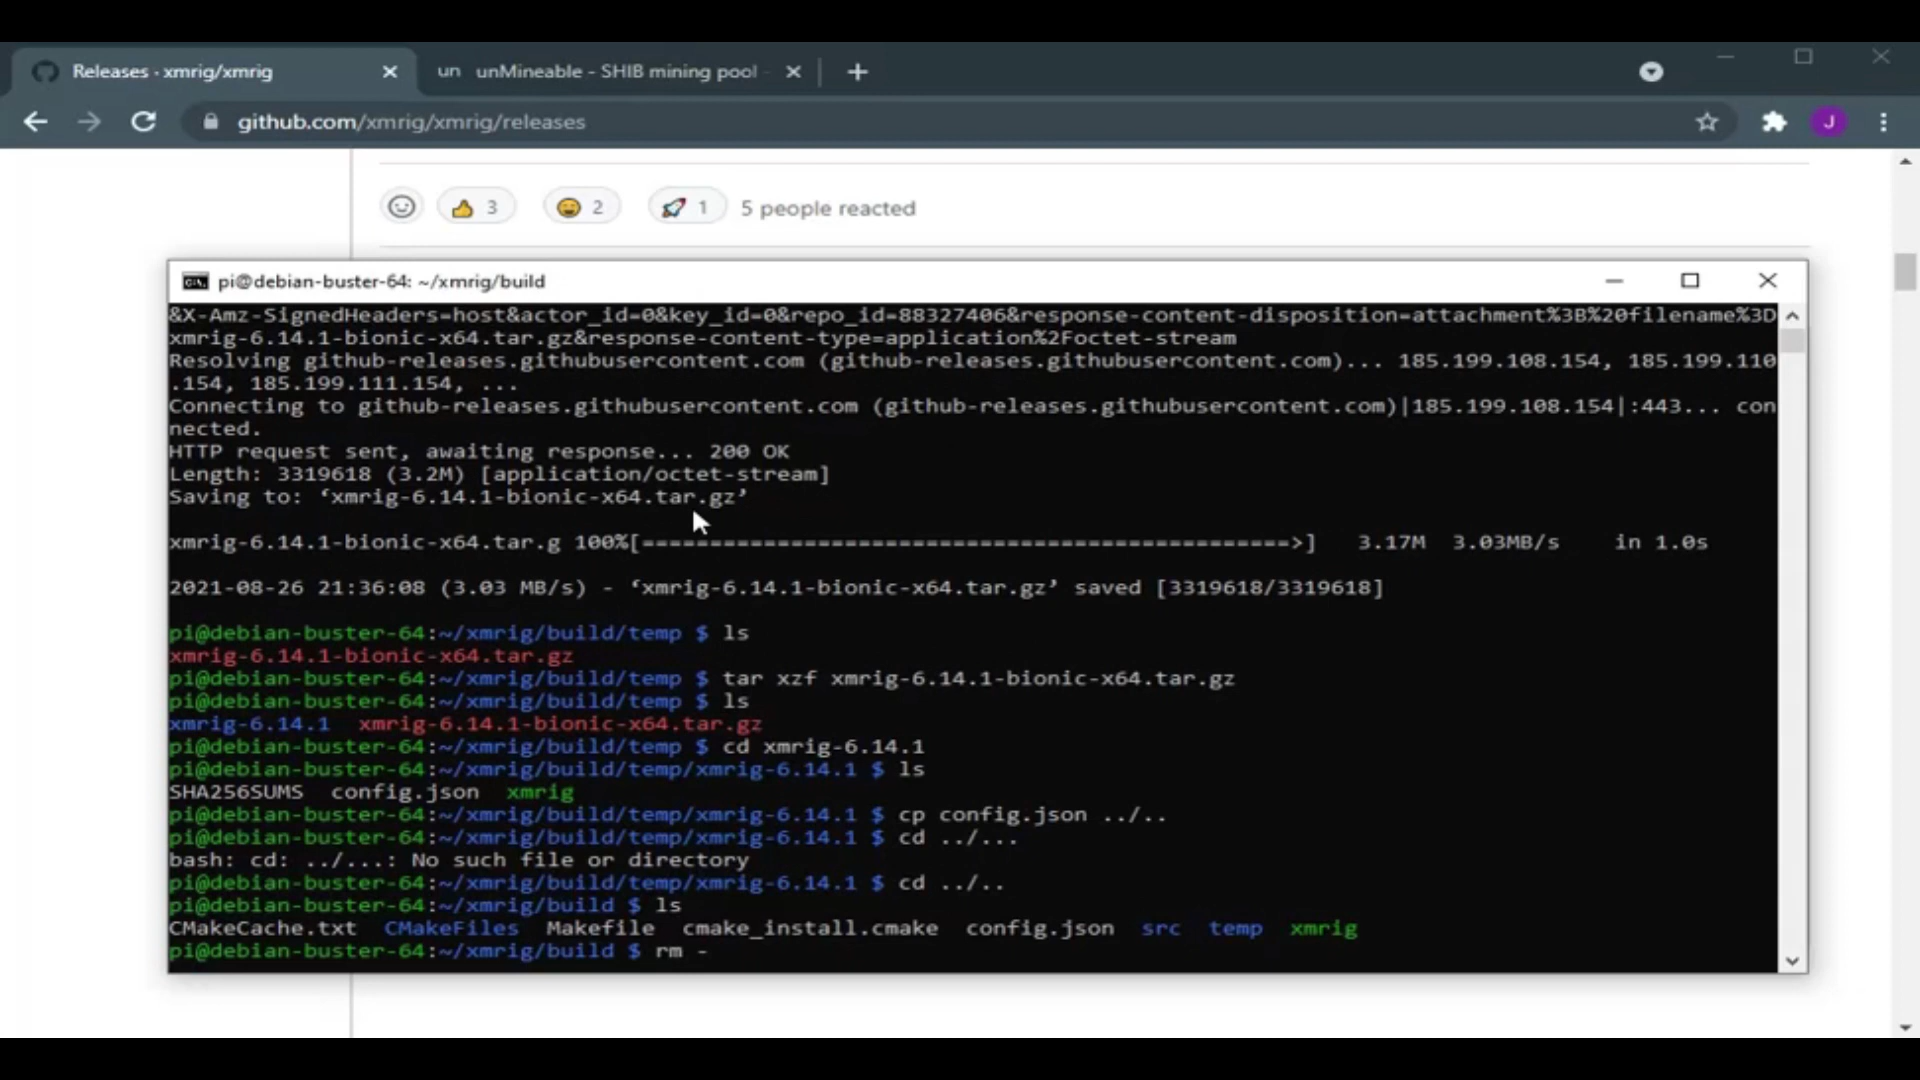 Releases · xmrig/xmrig
un unMineable - SHIB mining pool
github.com/xmrig/xmrig/releases
J
3
2
1
5 people reacted
pi@debian-buster-64: ~/xmrig/build
&X-Amz-SignedHeaders=host&actor_id=0&key_id=0&repo_id=88327406&response-content-disposition=attachment%3B%20filename%3D
xmrig-6.14.1-bionic-x64.tar.gz&response-content-type=application%2Foctet-stream
Resolving github-releases.githubusercontent.com (github-releases.githubusercontent.com)... 185.199.108.154, 185.199.110
.154, 185.199.111.154, ...
Connecting to github-releases.githubusercontent.com (github-releases.githubusercontent.com)|185.199.108.154|:443... con
nected.
HTTP request sent, awaiting response... 200 OK
Length: 3319618 (3.2M) [application/octet-stream]
Saving to: ‘xmrig-6.14.1-bionic-x64.tar.gz’
xmrig-6.14.1-bionic-x64.tar.g 100%[================================================>] 3.17M 3.03MB/s in 1.0s
2021-08-26 21:36:08 (3.03 MB/s) - ‘xmrig-6.14.1-bionic-x64.tar.gz’ saved [3319618/3319618]
pi@debian-buster-64:~/xmrig/build/temp $ ls
xmrig-6.14.1-bionic-x64.tar.gz
pi@debian-buster-64:~/xmrig/build/temp $ tar xzf xmrig-6.14.1-bionic-x64.tar.gz
pi@debian-buster-64:~/xmrig/build/temp $ ls
xmrig-6.14.1 xmrig-6.14.1-bionic-x64.tar.gz
pi@debian-buster-64:~/xmrig/build/temp $ cd xmrig-6.14.1
pi@debian-buster-64:~/xmrig/build/temp/xmrig-6.14.1 $ ls
SHA256SUMS config.json xmrig
pi@debian-buster-64:~/xmrig/build/temp/xmrig-6.14.1 $ cp config.json ../..
pi@debian-buster-64:~/xmrig/build/temp/xmrig-6.14.1 $ cd ../...
bash: cd: ../...: No such file or directory
pi@debian-buster-64:~/xmrig/build/temp/xmrig-6.14.1 $ cd ../..
pi@debian-buster-64:~/xmrig/build $ ls
CMakeCache.txt CMakeFiles Makefile cmake_install.cmake config.json src temp xmrig
pi@debian-buster-64:~/xmrig/build $ rm -